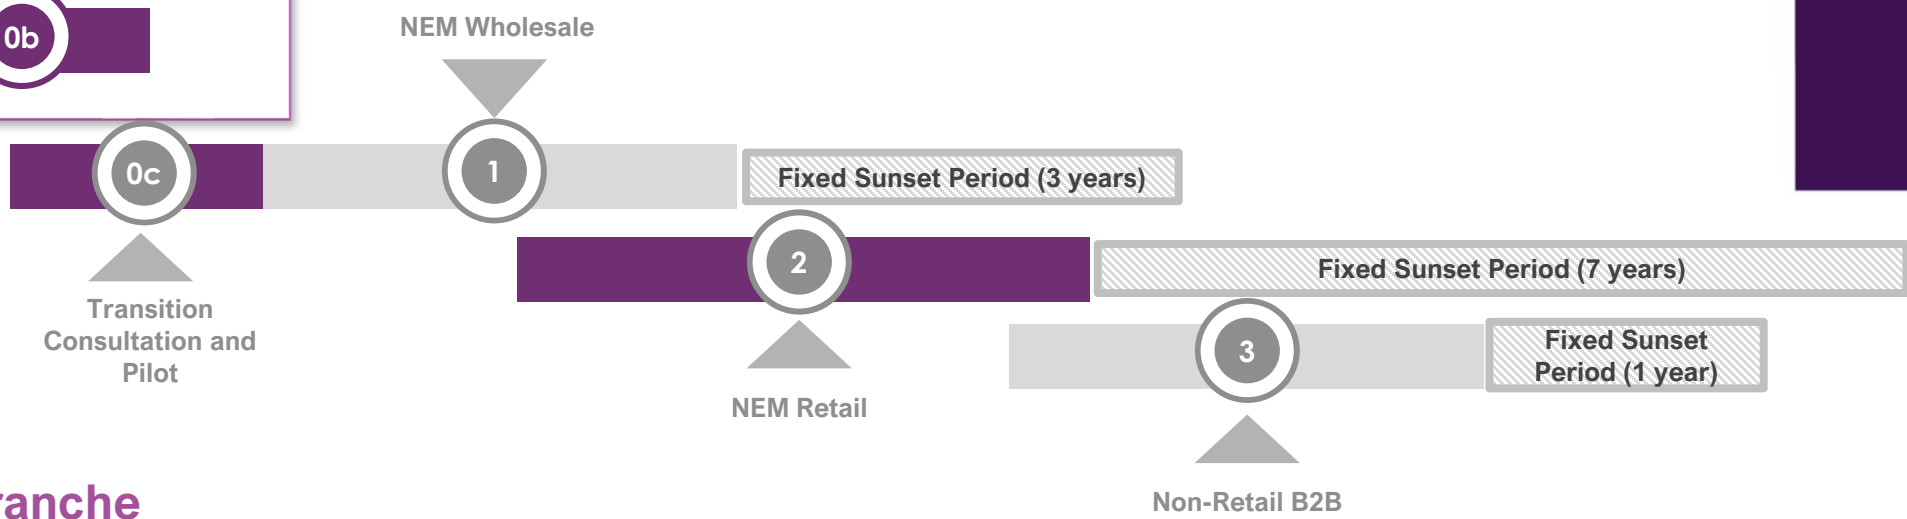 0b
NEM Wholesale
0c
1
Fixed Sunset Period (3 years)
2
Fixed Sunset Period (7 years)
Transition
Consultation and
Pilot
3
Fixed Sunset
Period (1 year)
NEM Retail
Non-Retail B2B
ranche